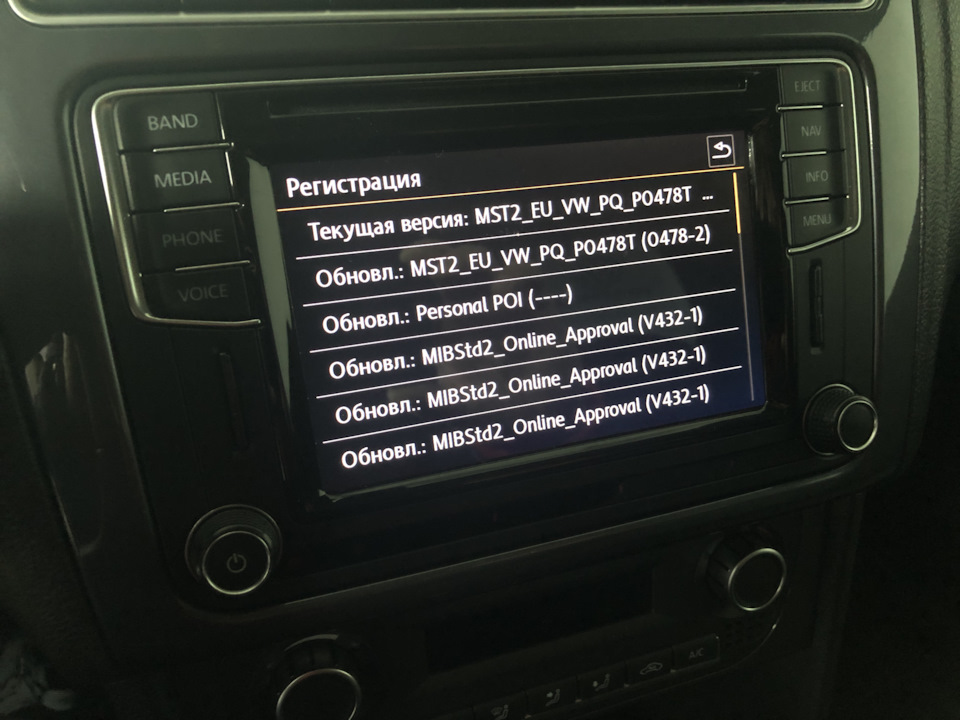 BAND
MEDIA
PHONE
VOICE
EJECT
NAV
INFO
MENU
Регистрация
Текущая версия: MST2_EU_VW_PQ_P0478T ...
Обновл.: MST2_EU_VW_PQ_P0478T (0478-2)
Обновл.: Personal POI (----)
Обновл.: MIBStd2_Online_Approval (V432-1)
Обновл.: MIBStd2_Online_Approval (V432-1)
Обновл.: MIBStd2_Online_Approval (V432-1)
A/C